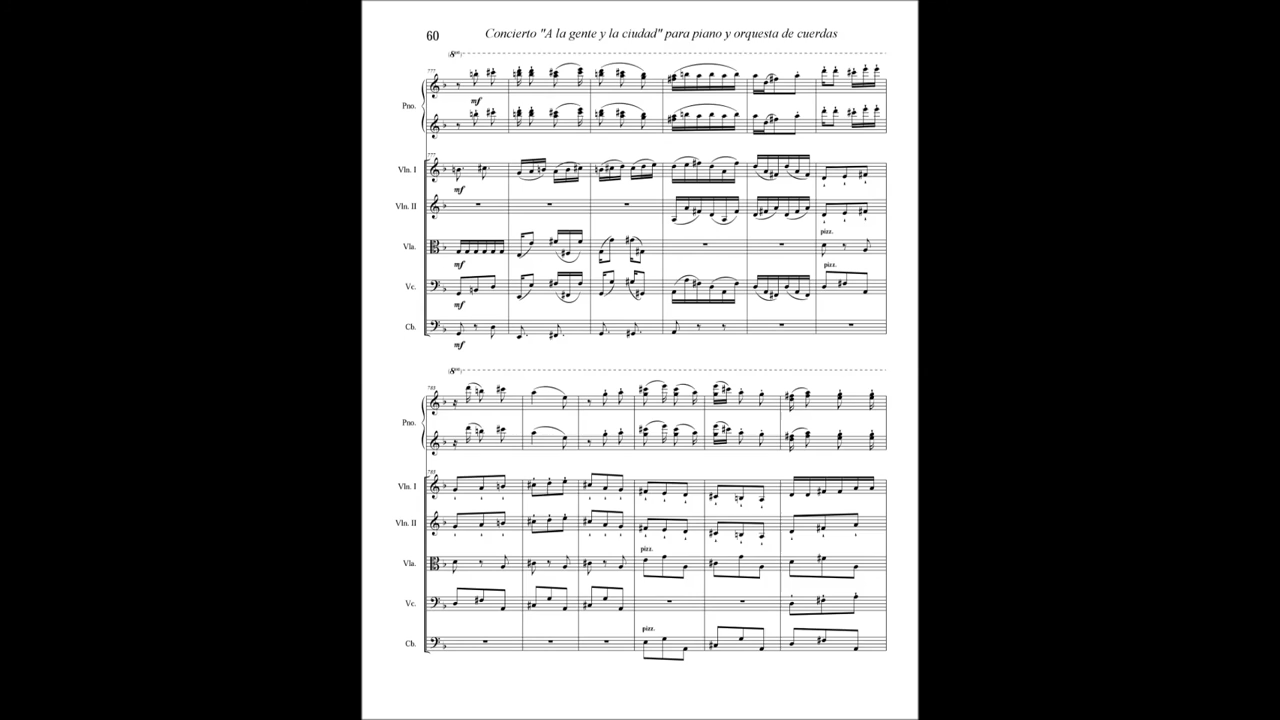 60
Concierto "A la gente y la ciudad" para piano y orquesta de cuerdas
8va
777
Pno.
mf
777
Vln. I
mf
Vln. II
pizz.
Vla.
mf
pizz.
Vc.
mf
Cb.
mf
8va
783
Pno.
783
Vln. I
Vln. II
pizz.
Vla.
Vc.
pizz.
Cb.